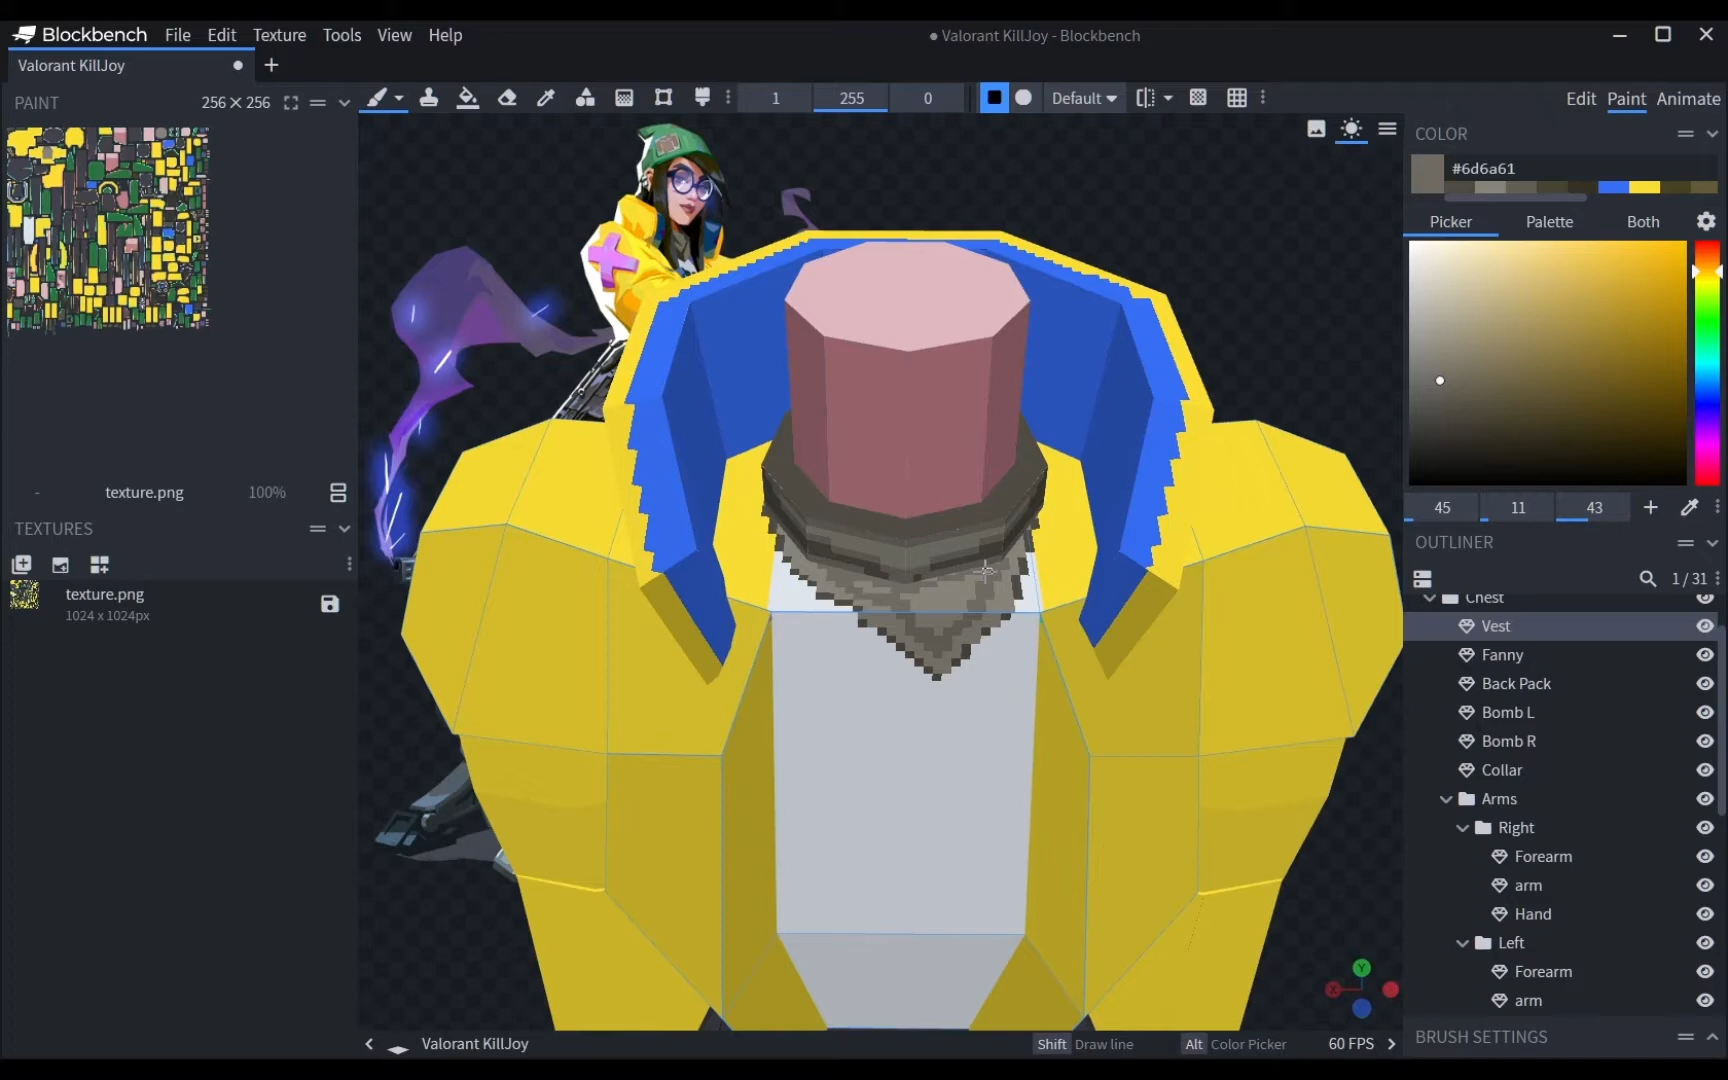 Blockbench File Edit Texture Tools View Help
Valorant KillJoy - Blockbench
Valorant KillJoy
PAINT 256 × 256
1 255 0 Default
Edit Paint Animate
COLOR
#6d6a61
Picker Palette Both
- texture.png 100%
45 11 43
TEXTURES
OUTLINER
1 / 31
texture.png
1024 x 1024px
Chest
Vest
Fanny
Back Pack
Bomb L
Bomb R
Collar
Arms
Right
Forearm
arm
Hand
Left
Forearm
arm
Y
X
BRUSH SETTINGS
Valorant KillJoy
Shift Draw line Alt Color Picker 60 FPS